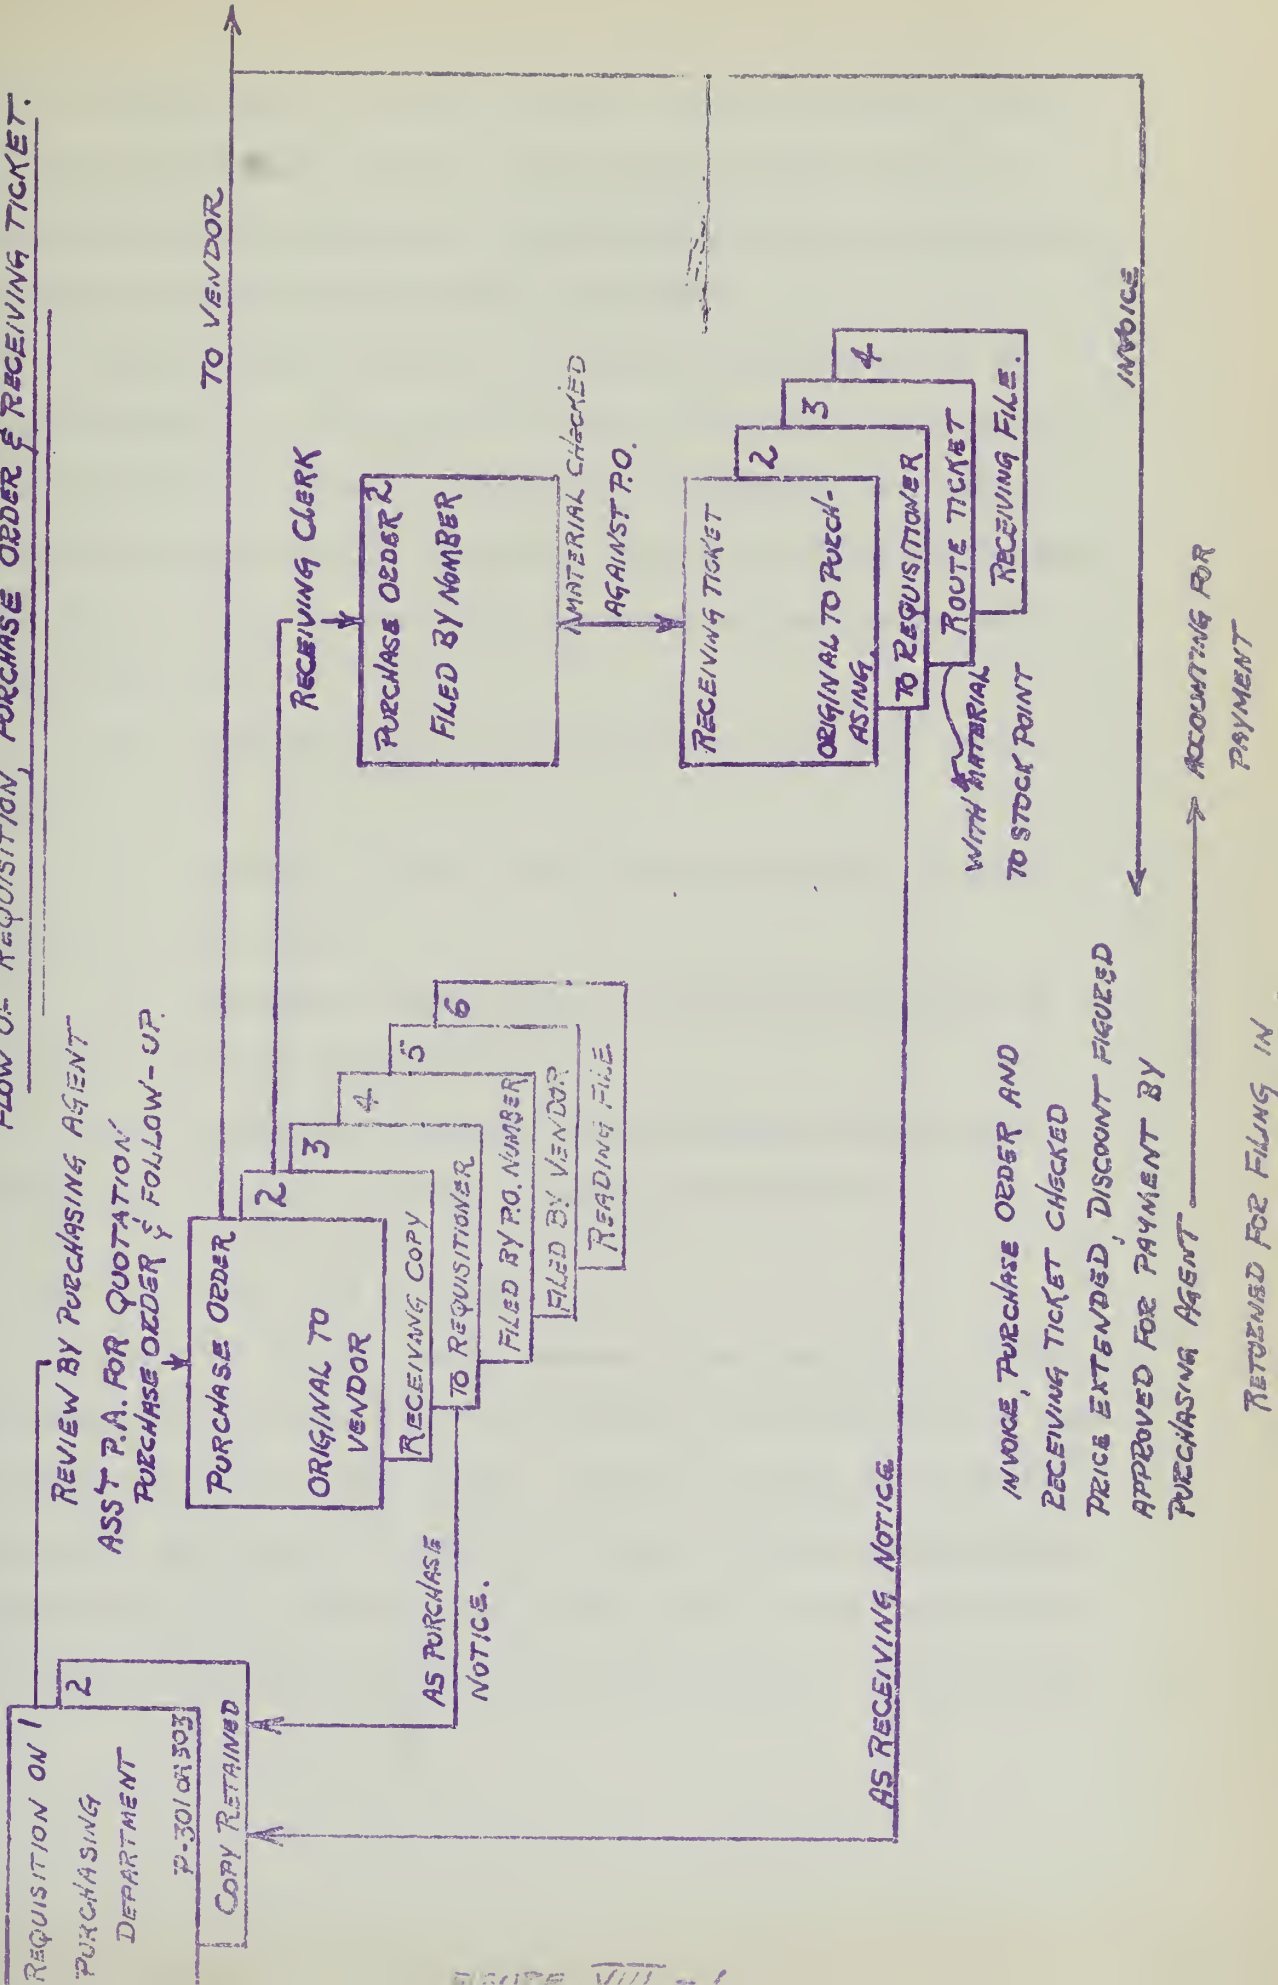 FLOW OF REQUISITION, PURCHASE ORDER & RECEIVING TICKET.
REQUISITION ON 1
PURCHASING
DEPARTMENT
P-301 OR 303
2
COPY RETAINED
REVIEW BY PURCHASING AGENT
ASS'T P.A. FOR QUOTATION
PURCHASE ORDER & FOLLOW-UP.
PURCHASE ORDER
ORIGINAL TO
VENDOR
2
RECEIVING COPY
3
TO REQUISITIONER
4
FILED BY P.O. NUMBER
5
FILED BY VENDOR
6
READING FILE
AS PURCHASE
NOTICE.
TO VENDOR
RECEIVING CLERK
PURCHASE ORDER 2
FILED BY NUMBER
MATERIAL CHECKED
AGAINST P.O.
RECEIVING TICKET
ORIGINAL TO PURCH-
ASING
2
TO REQUISITIONER
3
ROUTE TICKET
4
RECEIVING FILE.
WITH MATERIAL
TO STOCK POINT
AS RECEIVING NOTICE
INVOICE
INVOICE, PURCHASE ORDER AND
RECEIVING TICKET CHECKED
PRICE EXTENDED, DISCOUNT FIGURED
APPROVED FOR PAYMENT BY
PURCHASING AGENT
ACCOUNTING FOR
PAYMENT
RETURNED FOR FILING IN
FIGURE VIII - 1